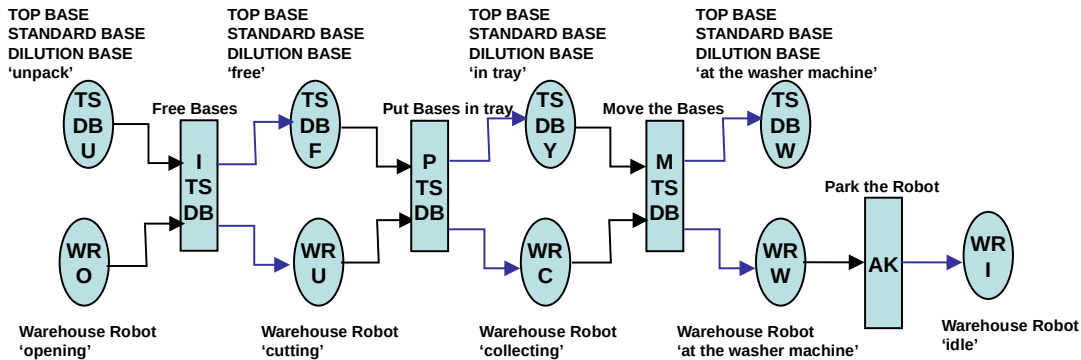 TOP BASE
STANDARD BASE
DILUTION BASE
‘unpack’
TOP BASE
STANDARD BASE
DILUTION BASE
‘free’
TOP BASE
STANDARD BASE
DILUTION BASE
‘in tray’
TOP BASE
STANDARD BASE
DILUTION BASE
‘at the washer machine’
TS
DB
U
Free Bases
I
TS
DB
TS
DB
F
Put Bases in tray
P
TS
DB
TS
DB
Y
Move the Bases
M
TS
DB
TS
DB
W
Park the Robot
AK
WR
O
WR
U
WR
C
WR
W
WR
I
Warehouse Robot
‘opening’
Warehouse Robot
‘cutting’
Warehouse Robot
‘collecting’
Warehouse Robot
‘at the washer machine’
Warehouse Robot
‘idle’